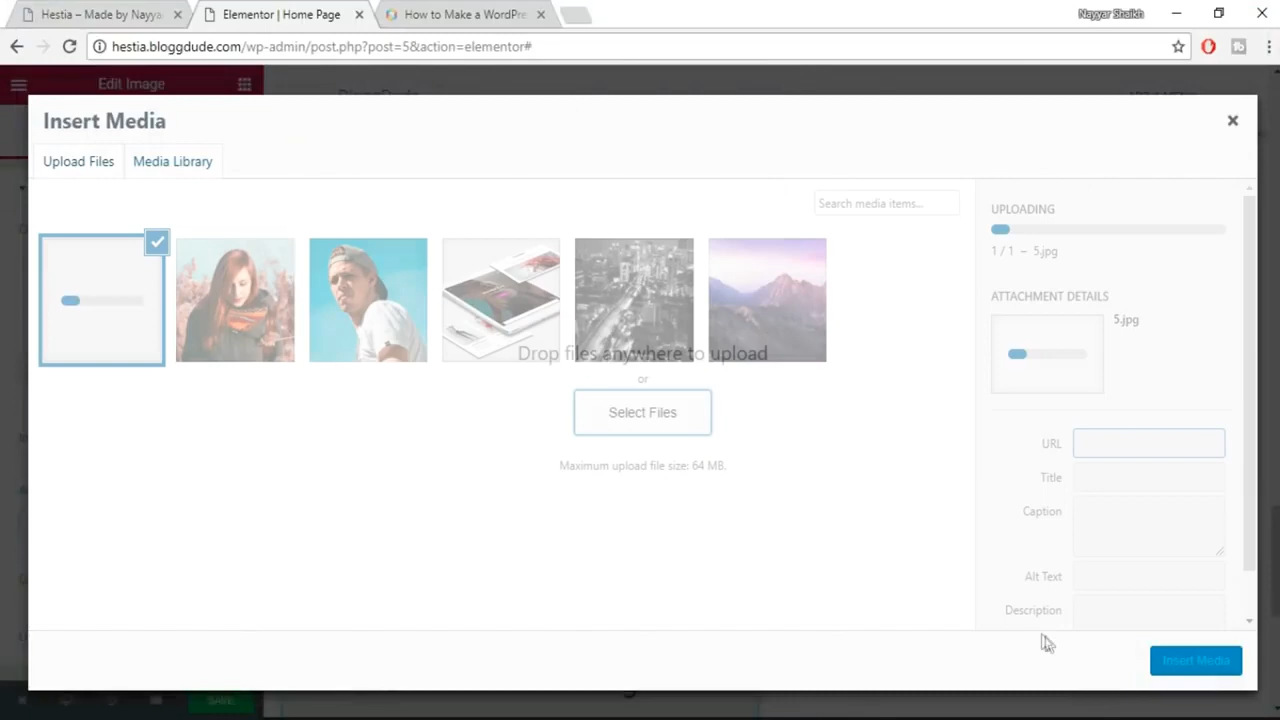 Hestia – Made by Nayya
Elementor | Home Page
How to Make a WordPre
Nayyar Shaikh
hestia.bloggdude.com/wp-admin/post.php?post=5&action=elementor#
Edit Image
Insert Media
Upload Files
Media Library
Search media items...
UPLOADING
1 / 1 – 5.jpg
ATTACHMENT DETAILS
5.jpg
Drop files anywhere to upload
or
Select Files
Maximum upload file size: 64 MB.
URL
Title
Caption
Alt Text
Description
Insert Media
SAVE